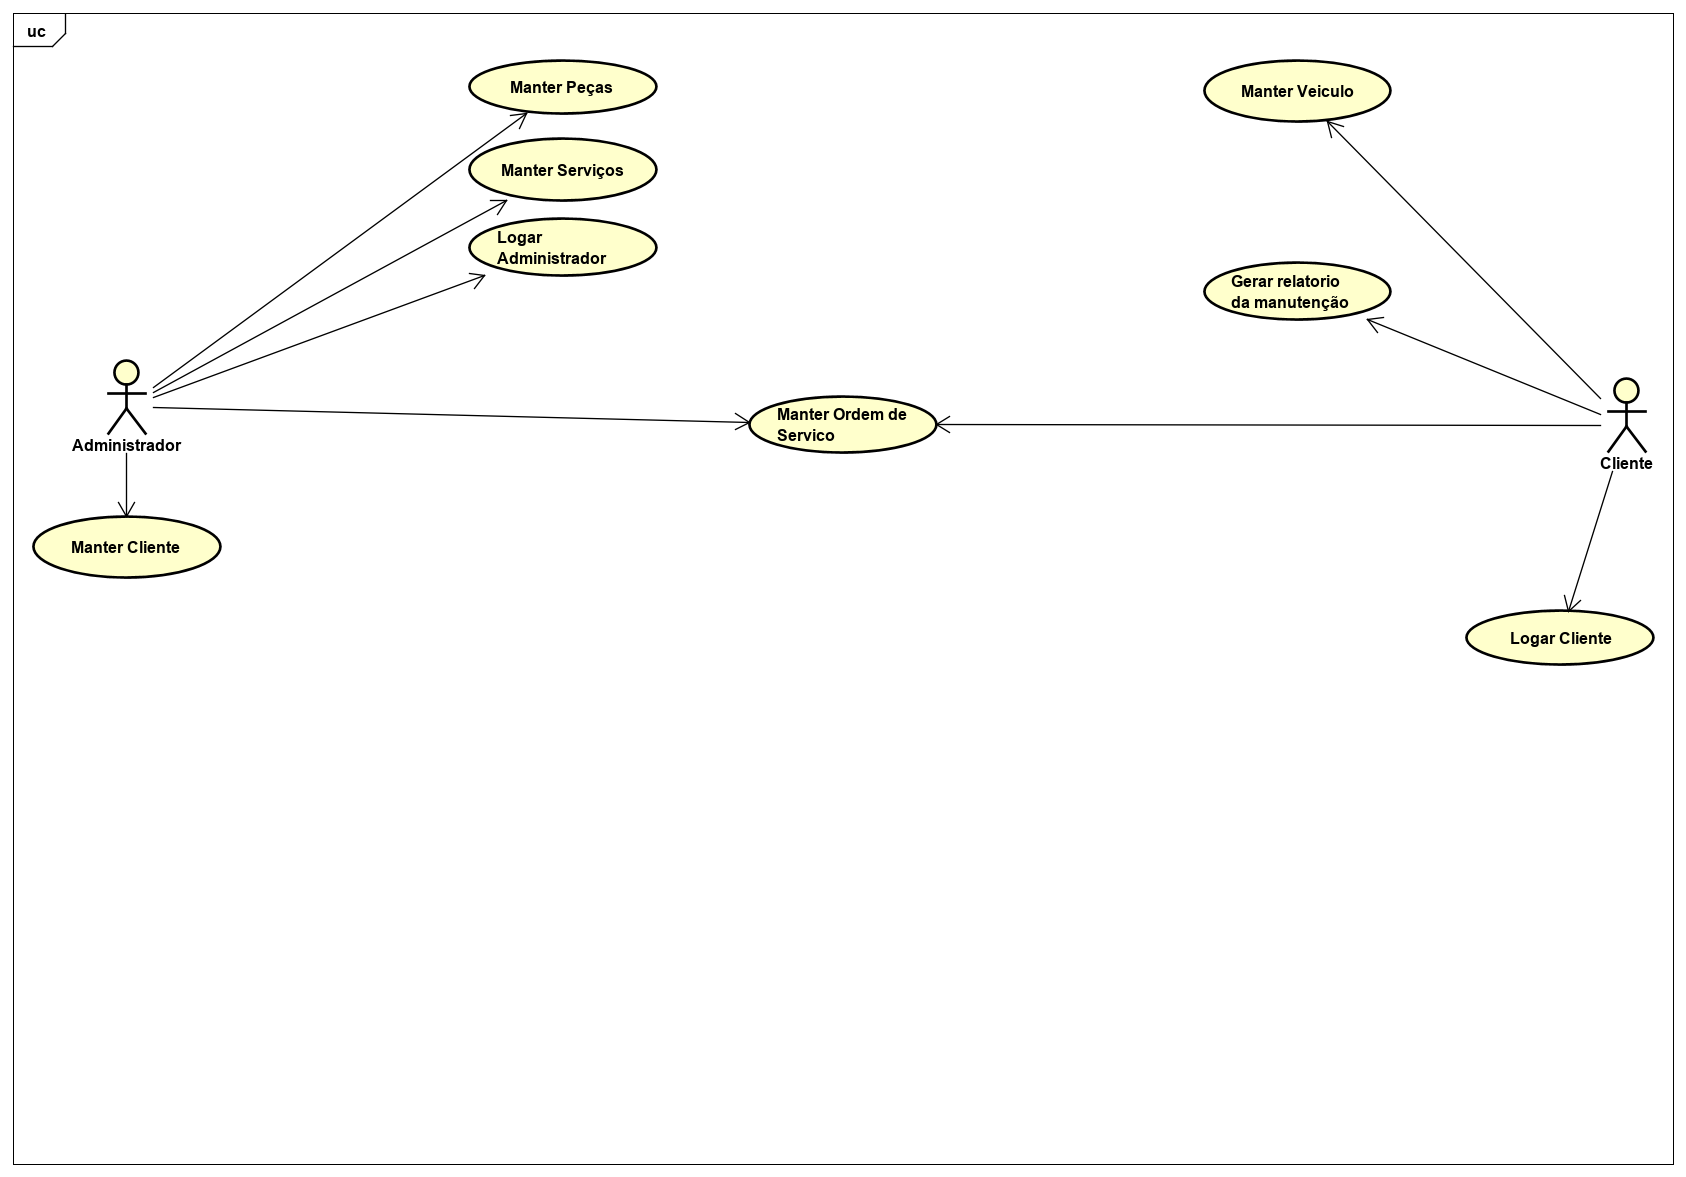 uc
Manter Peças
Manter Veiculo
Manter Serviços
Logar
Administrador
Gerar relatorio
da manutenção
Manter Ordem de
Servico
Administrador
Cliente
Manter Cliente
Logar Cliente